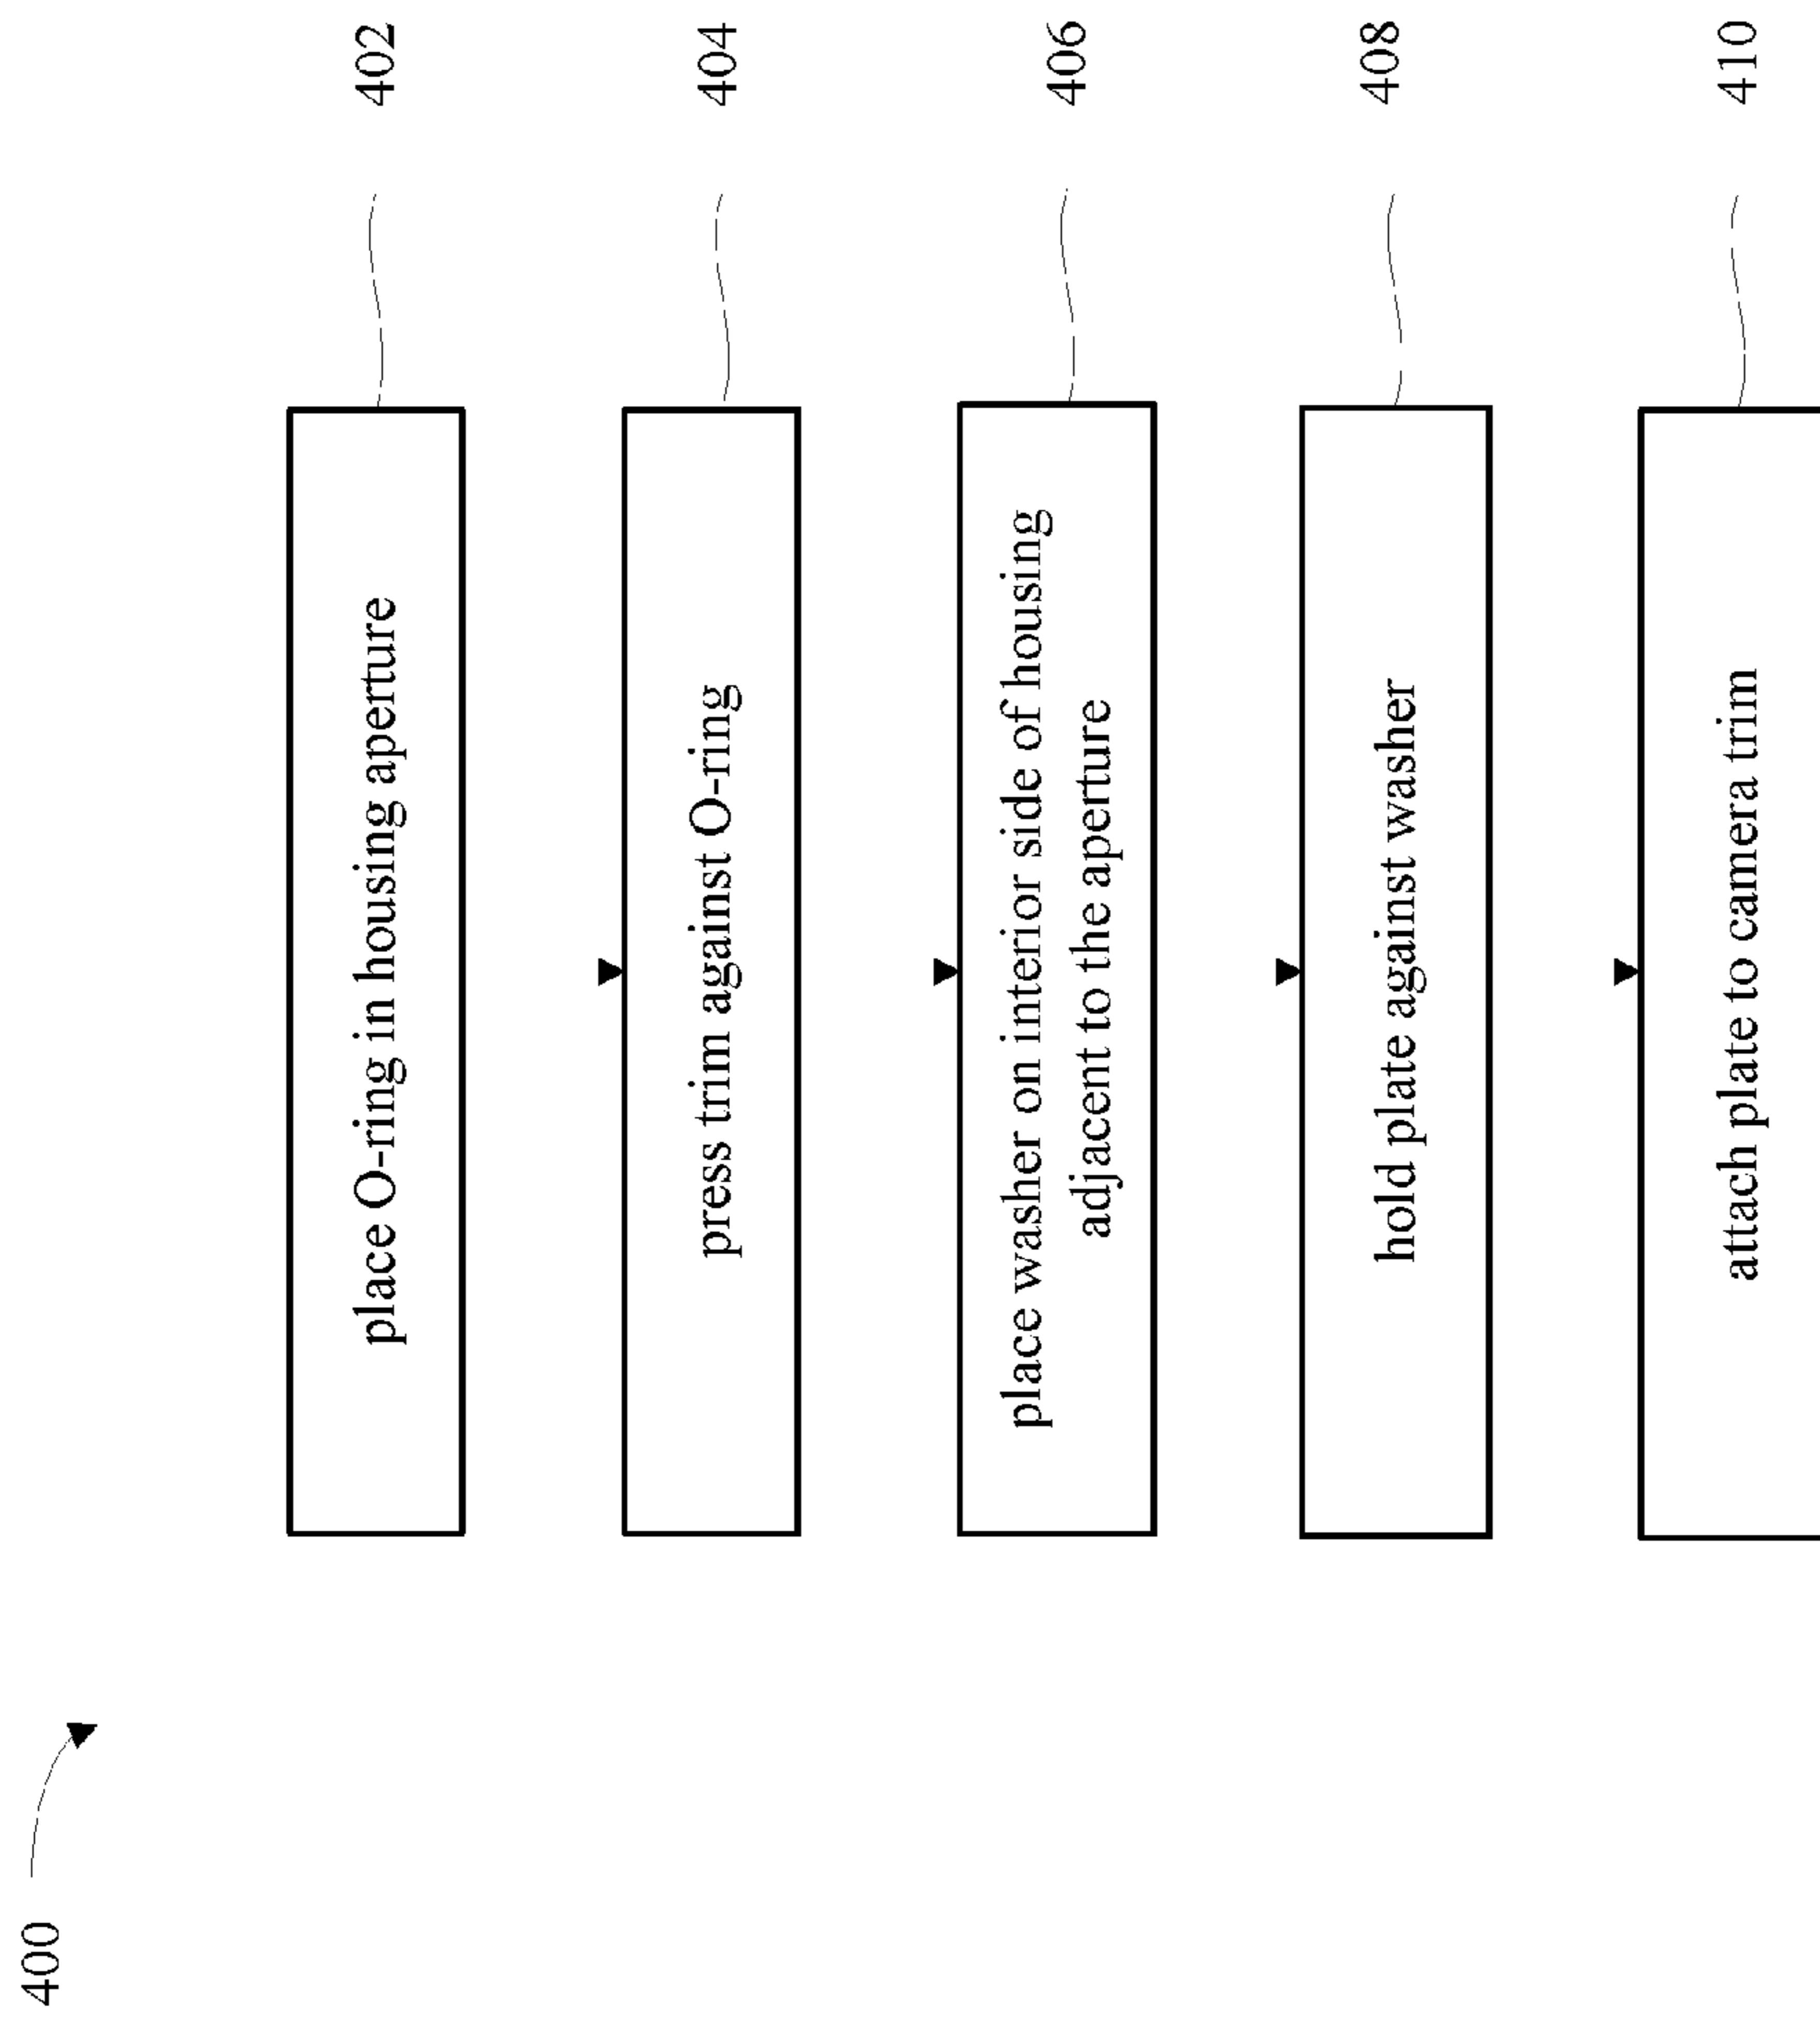 400
place O-ring in housing aperture
402
press trim against O-ring
404
place washer on interior side of housing
adjacent to the aperture
406
hold plate against washer
408
attach plate to camera trim
410